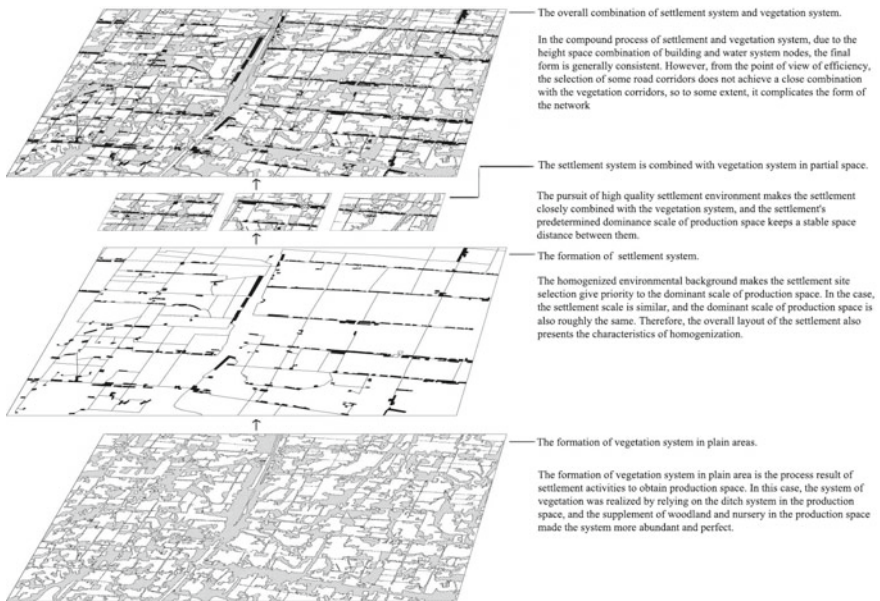 The overall combination of settlement system and vegetation system.
In the compound process of settlement and vegetation system, due to the
height space combination of building and water system nodes, the final
form is generally consistent. However, from the point of view of efficiency,
the selection of some road corridors does not achieve a close combination
with the vegetation corridors, so to some extent, it complicates the form of
the network
The settlement system is combined with vegetation system in partial space.
The pursuit of high quality settlement environment makes the settlement
closely combined with the vegetation system, and the settlement's
predetermined dominance scale of production space keeps a stable space
distance between them.
The formation of settlement system.
The homogenized environmental background makes the settlement site
selection give priority to the dominant scale of production space. In the case,
the settlement scale is similar, and the dominant scale of production space is
also roughly the same. Therefore, the overall layout of the settlement also
presents the characteristics of homogenization.
The formation of vegetation system in plain areas.
The formation of vegetation system in plain area is the process result of
settlement activities to obtain production space. In this case, the system of
vegetation was realized by relying on the ditch system in the production
space, and the supplement of woodland and nursery in the production space
made the system more abundant and perfect.